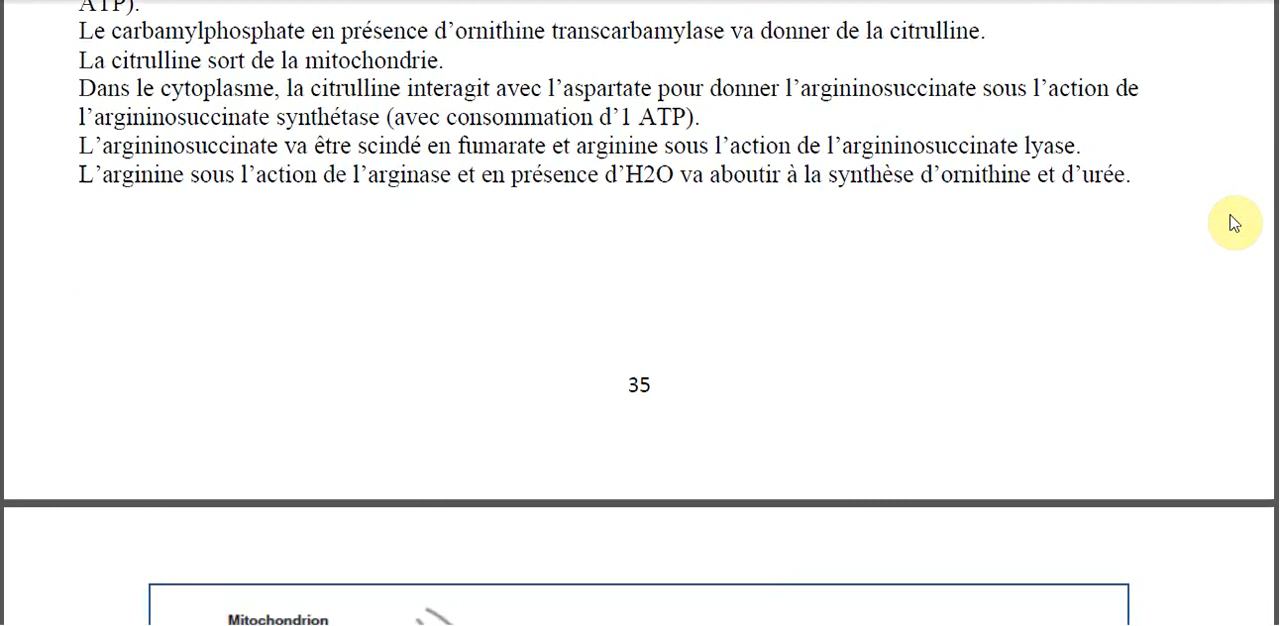 ATP).
Le carbamylphosphate en présence d’ornithine transcarbamylase va donner de la citrulline.
La citrulline sort de la mitochondrie.
Dans le cytoplasme, la citrulline interagit avec l’aspartate pour donner l’argininosuccinate sous l’action de
l’argininosuccinate synthétase (avec consommation d’1 ATP).
L’argininosuccinate va être scindé en fumarate et arginine sous l’action de l’argininosuccinate lyase.
L’arginine sous l’action de l’arginase et en présence d’H2O va aboutir à la synthèse d’ornithine et d’urée.
35
Mitochondrion